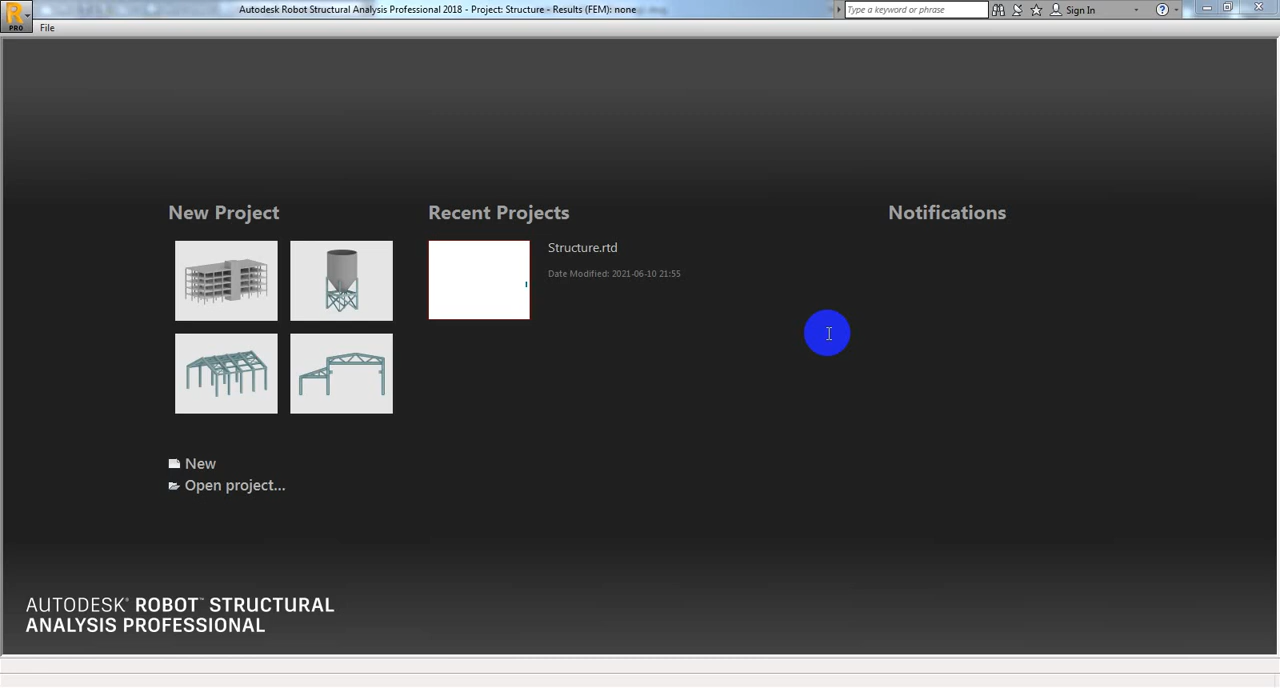 Autodesk Robot Structural Analysis Professional 2018 - Project: Structure - Results (FEM): none
Type a keyword or phrase
Sign In
PRO
File
New Project
Recent Projects
Notifications
Structure.rtd
Date Modified: 2021-06-10 21:55
New
Open project...
AUTODESK® ROBOT™ STRUCTURAL
ANALYSIS PROFESSIONAL